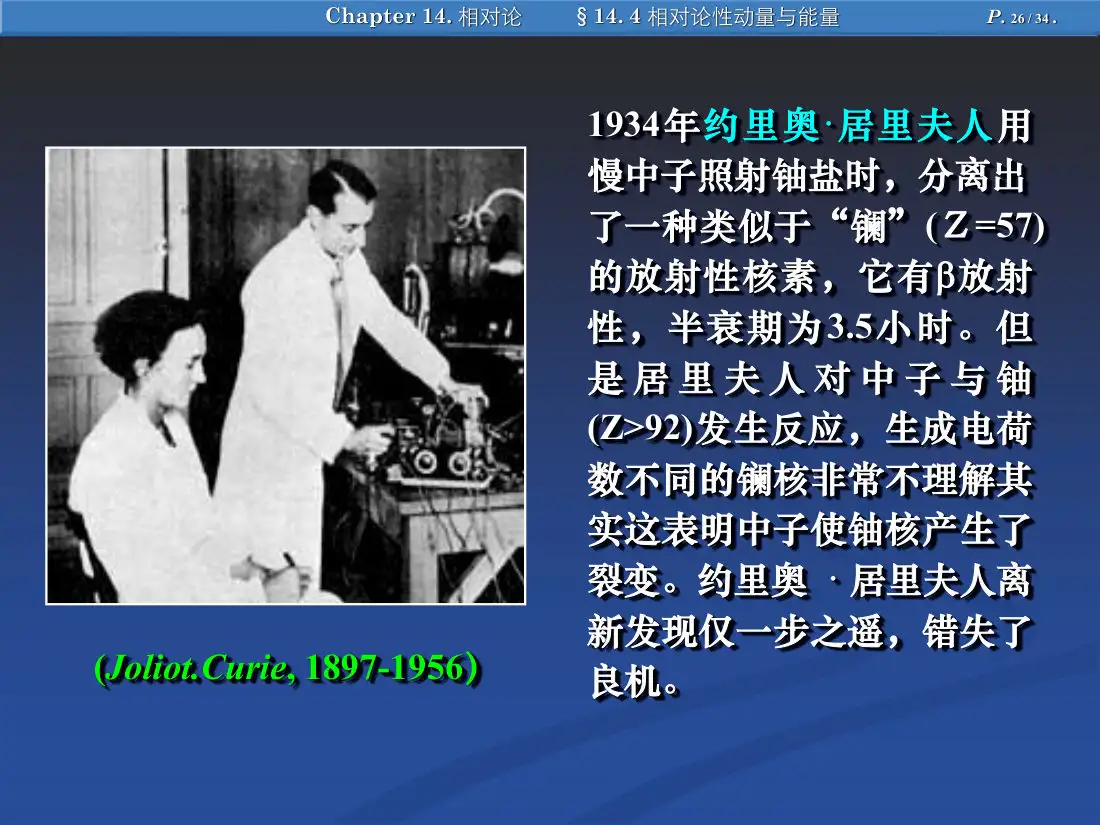 Chapter 14. 相对论 §14.4 相对论性动量与能量 P. 26 / 34 .
1934年约里奥·居里夫人用
慢中子照射铀盐时，分离出
了一种类似于“镧”( Z =57)
的放射性核素，它有β放射
性，半衰期为3.5小时。但
是居里夫人对中子与铀
(Z>92)发生反应，生成电荷
数不同的镧核非常不理解其
实这表明中子使铀核产生了
裂变。约里奥 ·居里夫人离
新发现仅一步之遥，错失了
良机。
(Joliot.Curie, 1897-1956）